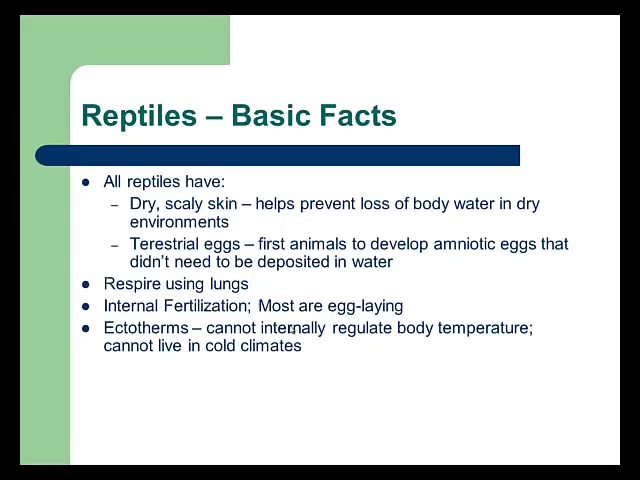 Reptiles – Basic Facts
All reptiles have:
– Dry, scaly skin – helps prevent loss of body water in dry
environments
– Terestrial eggs – first animals to develop amniotic eggs that
didn't need to be deposited in water
Respire using lungs
Internal Fertilization; Most are egg-laying
Ectotherms – cannot internally regulate body temperature;
cannot live in cold climates